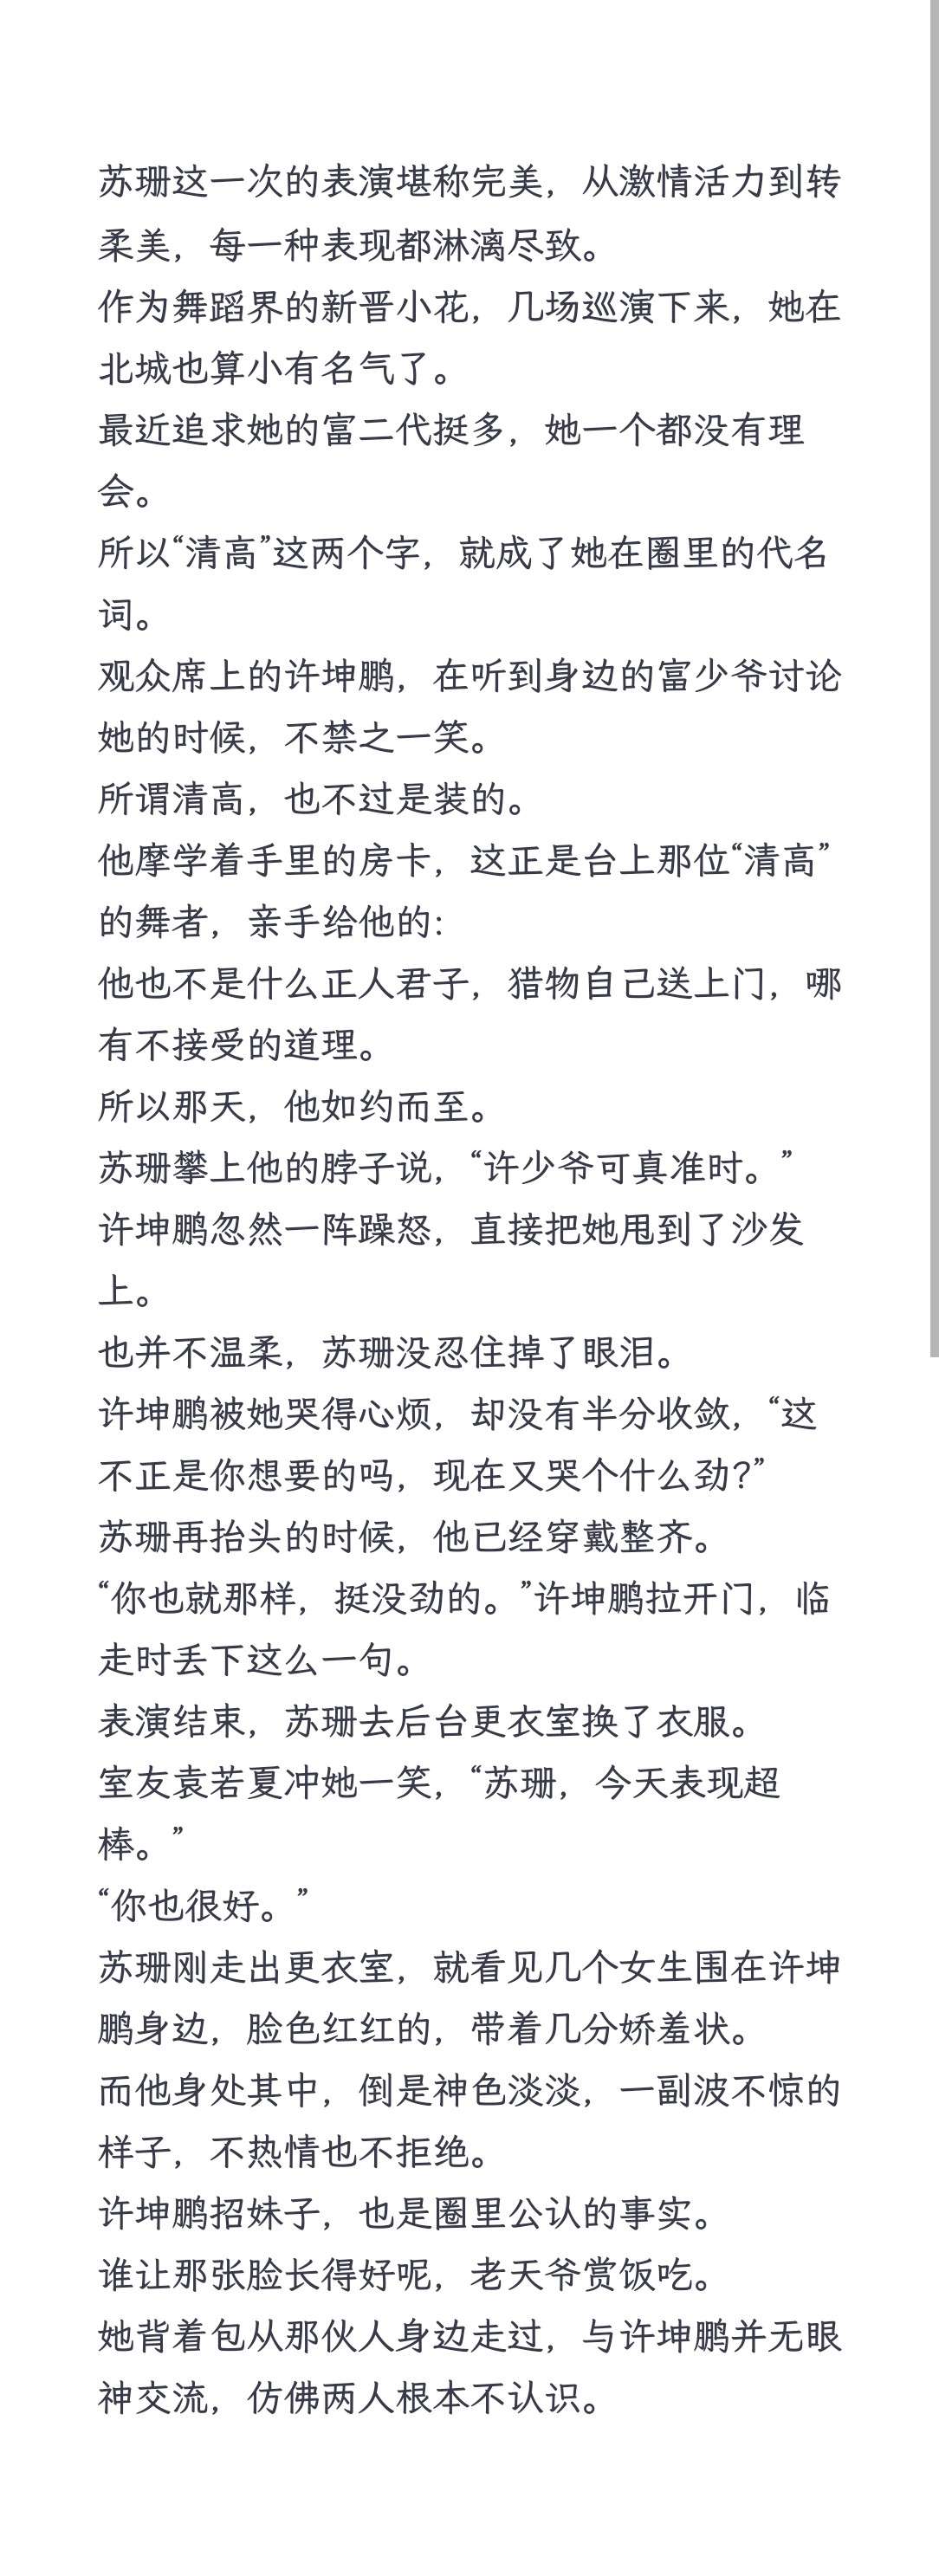 苏珊这一次的表演堪称完美，从激情活力到转
柔美，每一种表现都淋漓尽致。
作为舞蹈界的新晋小花，几场巡演下来，她在
北城也算小有名气了。
最近追求她的富二代挺多，她一个都没有理
会。
所以“清高”这两个字，就成了她在圈里的代名
词。
观众席上的许坤鹏，在听到身边的富少爷讨论
她的时候，不禁之一笑。
所谓清高，也不过是装的。
他摩学着手里的房卡，这正是台上那位“清高”
的舞者，亲手给他的：
他也不是什么正人君子，猎物自己送上门，哪
有不接受的道理。
所以那天，他如约而至。
苏珊攀上他的脖子说，“许少爷可真准时。”
许坤鹏忽然一阵躁怒，直接把她甩到了沙发
上。
也并不温柔，苏珊没忍住掉了眼泪。
许坤鹏被她哭得心烦，却没有半分收敛，“这
不正是你想要的吗，现在又哭个什么劲？”
苏珊再抬头的时候，他已经穿戴整齐。
“你也就那样，挺没劲的。”许坤鹏拉开门，临
走时丢下这么一句。
表演结束，苏珊去后台更衣室换了衣服。
室友袁若夏冲她一笑，“苏珊，今天表现超
棒。”
“你也很好。”
苏珊刚走出更衣室，就看见几个女生围在许坤
鹏身边，脸色红红的，带着几分娇羞状。
而他身处其中，倒是神色淡淡，一副波不惊的
样子，不热情也不拒绝。
许坤鹏招妹子，也是圈里公认的事实。
谁让那张脸长得好呢，老天爷赏饭吃。
她背着包从那伙人身边走过，与许坤鹏并无眼
神交流，仿佛两人根本不认识。